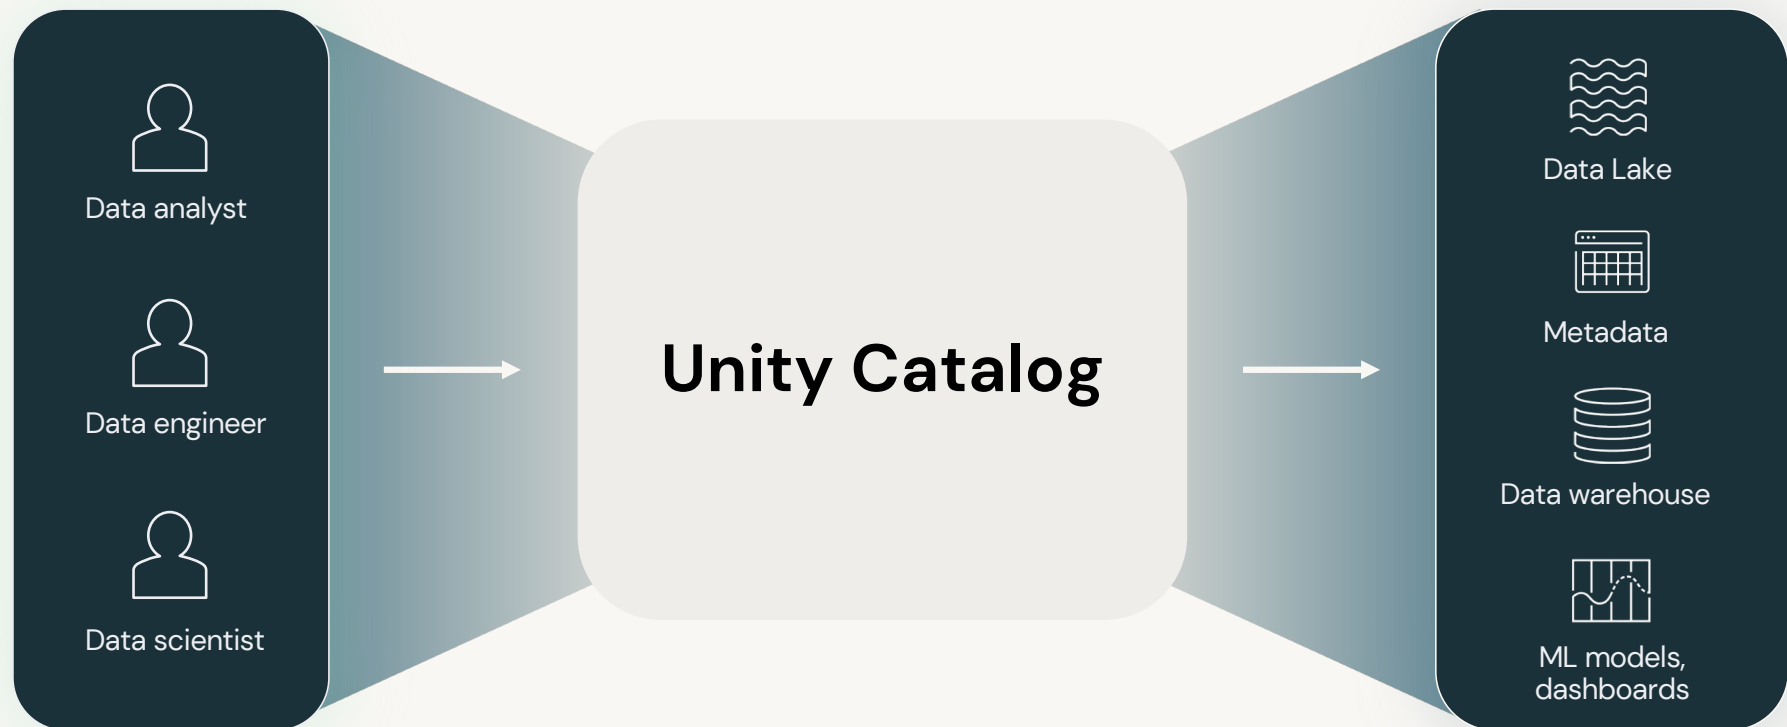 Data analyst
Data engineer
Data scientist
Unity Catalog
Data Lake
Metadata
Data warehouse
ML models,
dashboards